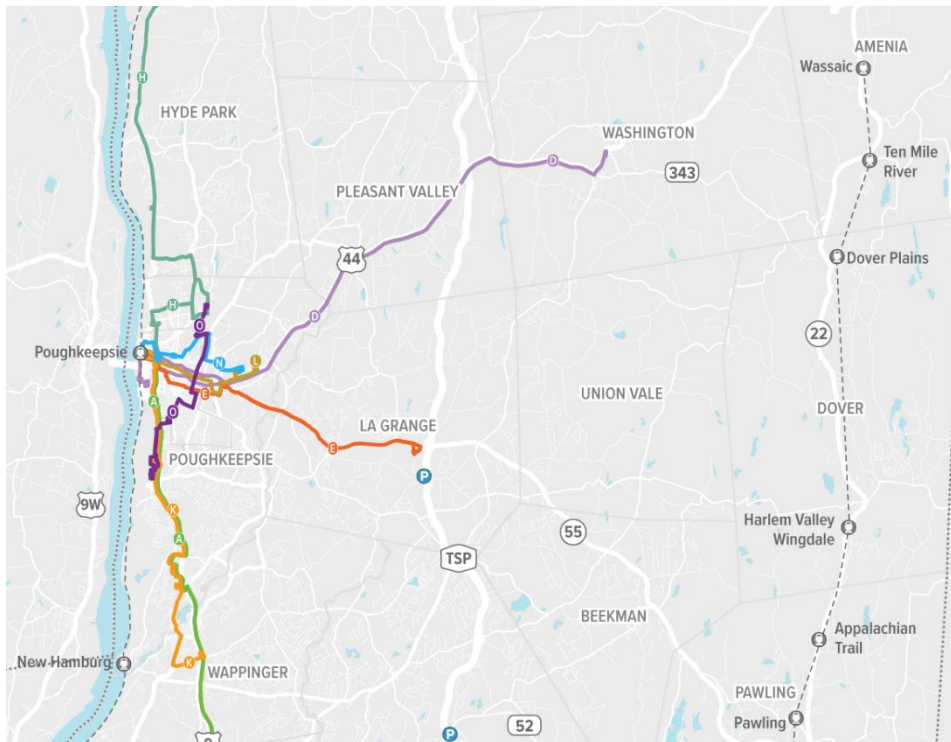 AMENIA
Wassaic
H
HYDE PARK
WASHINGTON
Ten Mile
River
D
343
PLEASANT VALLEY
44
Dover Plains
H
D
O
22
Poughkeepsie
N
L
E
A
UNION VALE
DOVER
O
LA GRANGE
E
POUGHKEEPSIE
P
9W
K
Harlem Valley
Wingdale
55
A
TSP
BEEKMAN
Appalachian
Trail
New Hamburg
K
WAPPINGER
PAWLING
Pawling
52
P